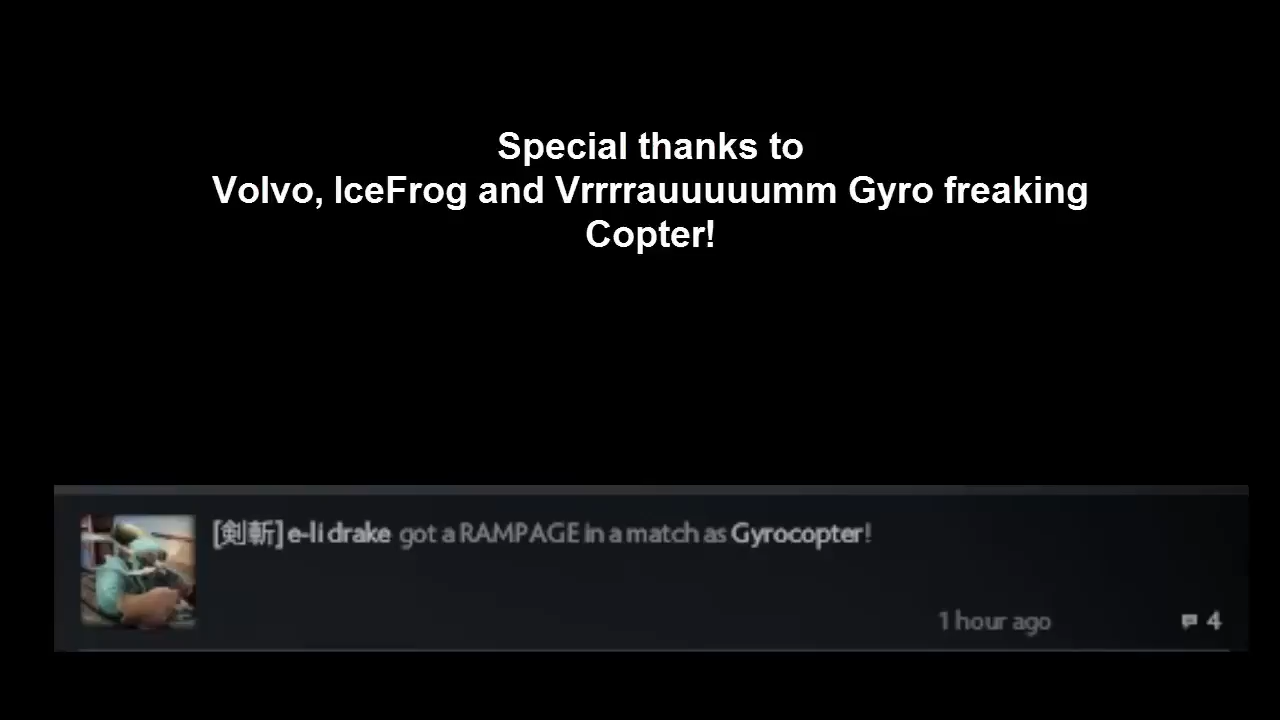 Special thanks to
Volvo, IceFrog and Vrrrrauuuuumm Gyro freaking
Copter!
[剣斬] e-li drake got a RAMPAGE in a match as Gyrocopter!
1 hour ago 4